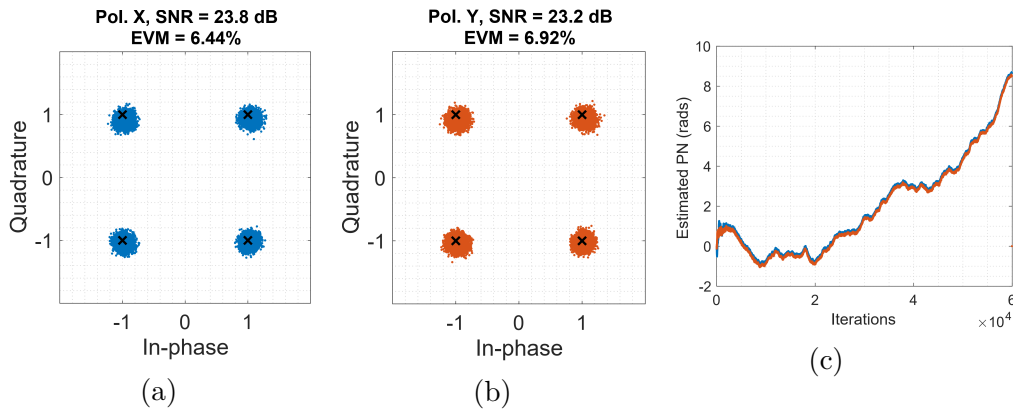 Pol. X, SNR = 23.8 dB
EVM = 6.44%
Quadrature
1
0
-1
-1 0 1
In-phase
(a)
Pol. Y, SNR = 23.2 dB
EVM = 6.92%
Quadrature
1
0
-1
-1 0 1
In-phase
(b)
Estimated PN (rads)
10
8
6
4
2
0
-2
0 2 4 6
Iterations
×10⁴
(c)